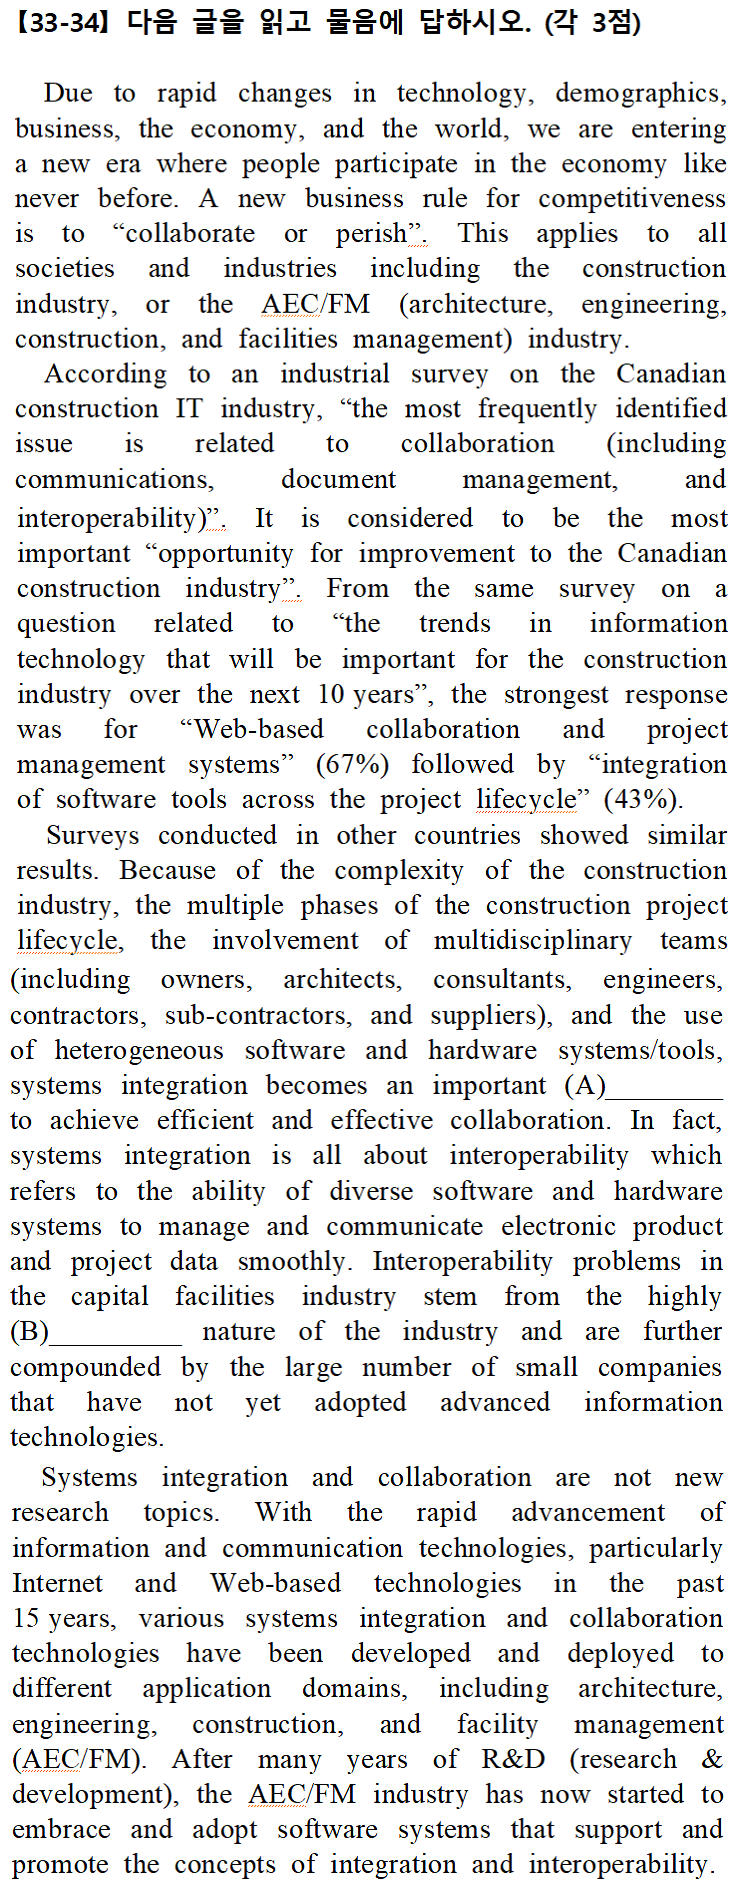 【33-34】 다음 글을 읽고 물음에 답하시오. (각 3점)
Due to rapid changes in technology, demographics,
business, the economy, and the world, we are entering
a new era where people participate in the economy like
never before. A new business rule for competitiveness
is to “collaborate or perish”. This applies to all
societies and industries including the construction
industry, or the AEC/FM (architecture, engineering,
construction, and facilities management) industry.
According to an industrial survey on the Canadian
construction IT industry, “the most frequently identified
issue is related to collaboration (including
communications, document management, and
interoperability)”. It is considered to be the most
important “opportunity for improvement to the Canadian
construction industry”. From the same survey on a
question related to “the trends in information
technology that will be important for the construction
industry over the next 10 years”, the strongest response
was for “Web-based collaboration and project
management systems” (67%) followed by “integration
of software tools across the project lifecycle” (43%).
Surveys conducted in other countries showed similar
results. Because of the complexity of the construction
industry, the multiple phases of the construction project
lifecycle, the involvement of multidisciplinary teams
(including owners, architects, consultants, engineers,
contractors, sub-contractors, and suppliers), and the use
of heterogeneous software and hardware systems/tools,
systems integration becomes an important (A)________
to achieve efficient and effective collaboration. In fact,
systems integration is all about interoperability which
refers to the ability of diverse software and hardware
systems to manage and communicate electronic product
and project data smoothly. Interoperability problems in
the capital facilities industry stem from the highly
(B)_________ nature of the industry and are further
compounded by the large number of small companies
that have not yet adopted advanced information
technologies.
Systems integration and collaboration are not new
research topics. With the rapid advancement of
information and communication technologies, particularly
Internet and Web-based technologies in the past
15 years, various systems integration and collaboration
technologies have been developed and deployed to
different application domains, including architecture,
engineering, construction, and facility management
(AEC/FM). After many years of R&D (research &
development), the AEC/FM industry has now started to
embrace and adopt software systems that support and
promote the concepts of integration and interoperability.